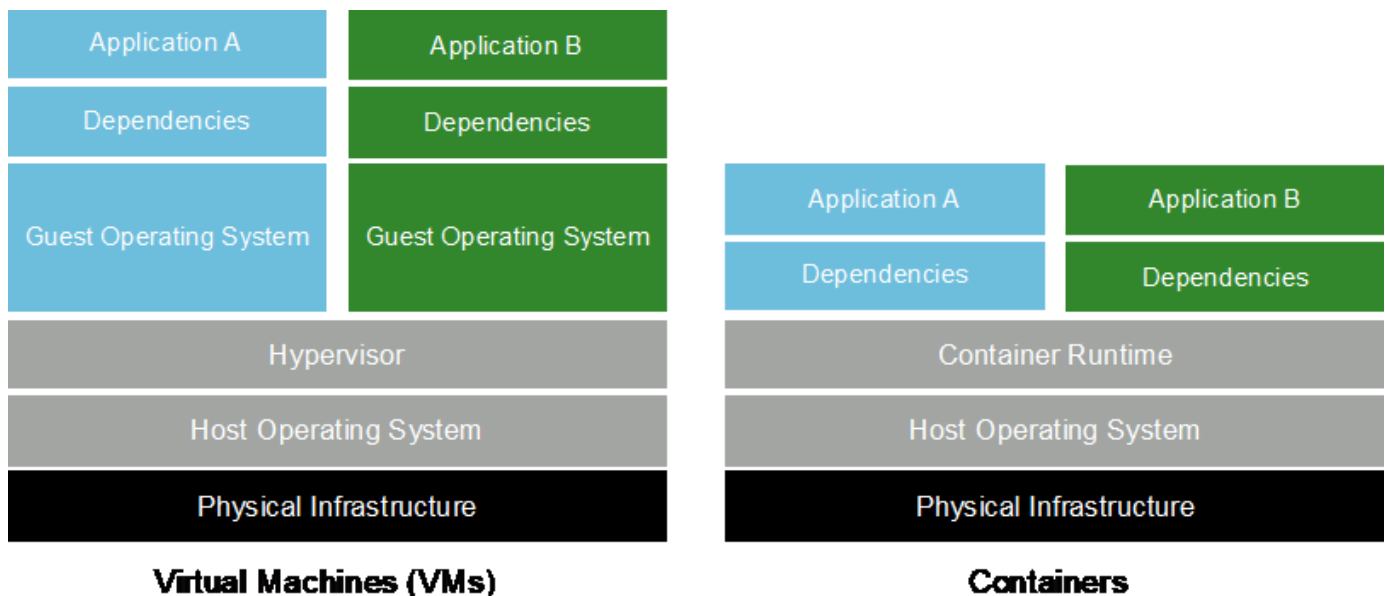 Application A
Application B
Dependencies
Dependencies
Guest Operating System
Guest Operating System
Hypervisor
Host Operating System
Physical Infrastructure
Virtual Machines (VMs)
Application A
Application B
Dependencies
Dependencies
Container Runtime
Host Operating System
Physical Infrastructure
Containers